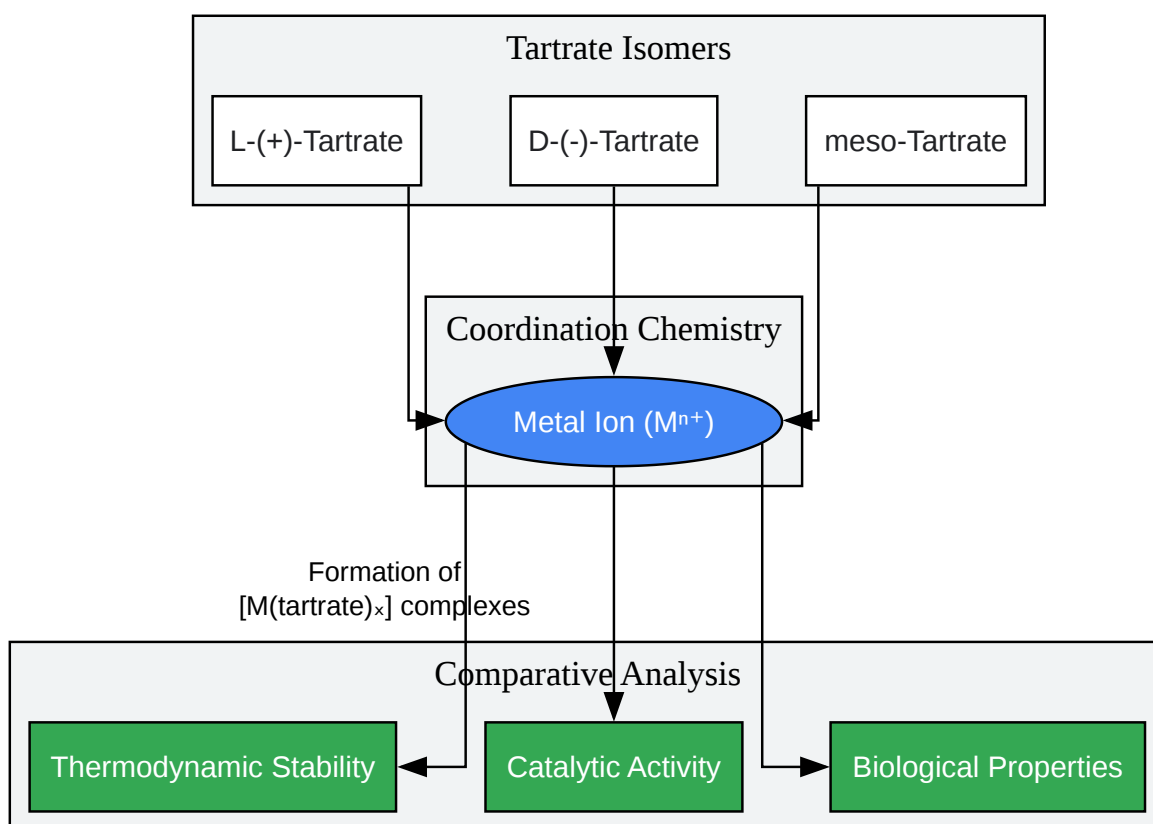 Tartrate Isomers
L-(+)-Tartrate
D-(-)-Tartrate
meso-Tartrate
Coordination Chemistry
Metal Ion (Mⁿ⁺)
Formation of
[M(tartrate)ₓ] complexes
Comparative Analysis
Thermodynamic Stability
Catalytic Activity
Biological Properties